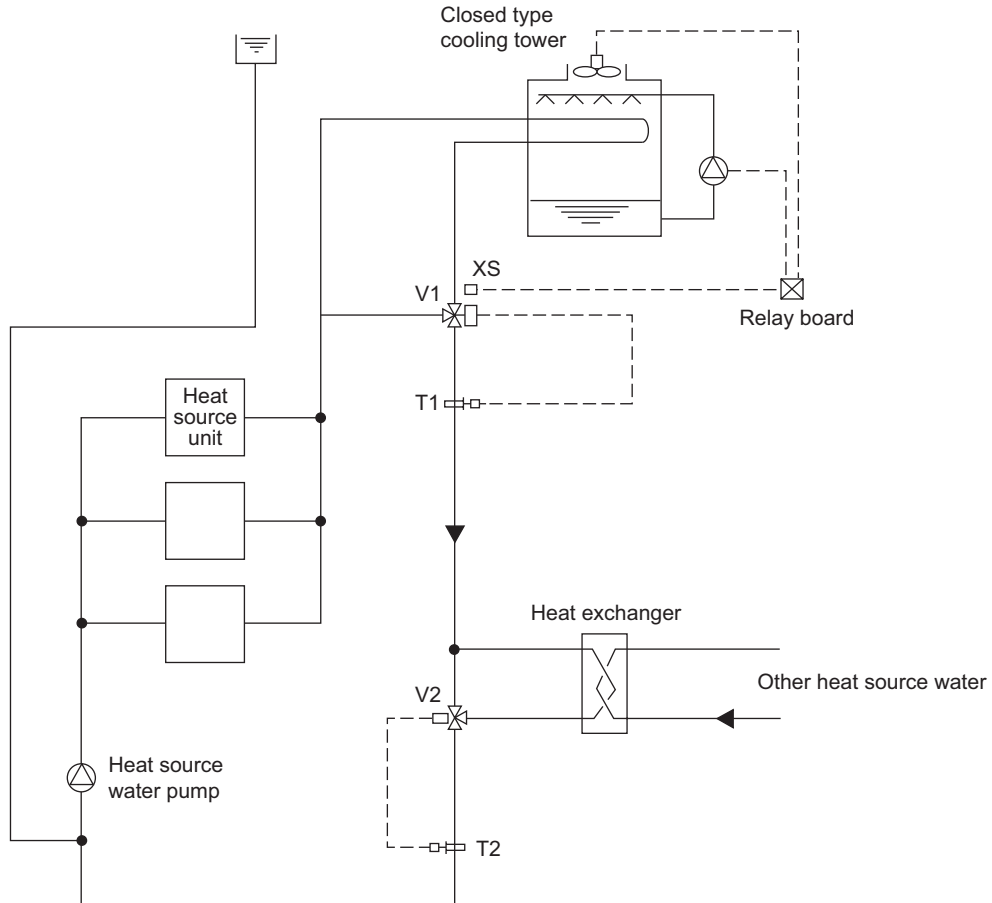 Closed type
cooling tower
XS
V1
Relay board
T1
Heat
source
unit
Heat exchanger
V2
Other heat source water
Heat source
water pump
T2